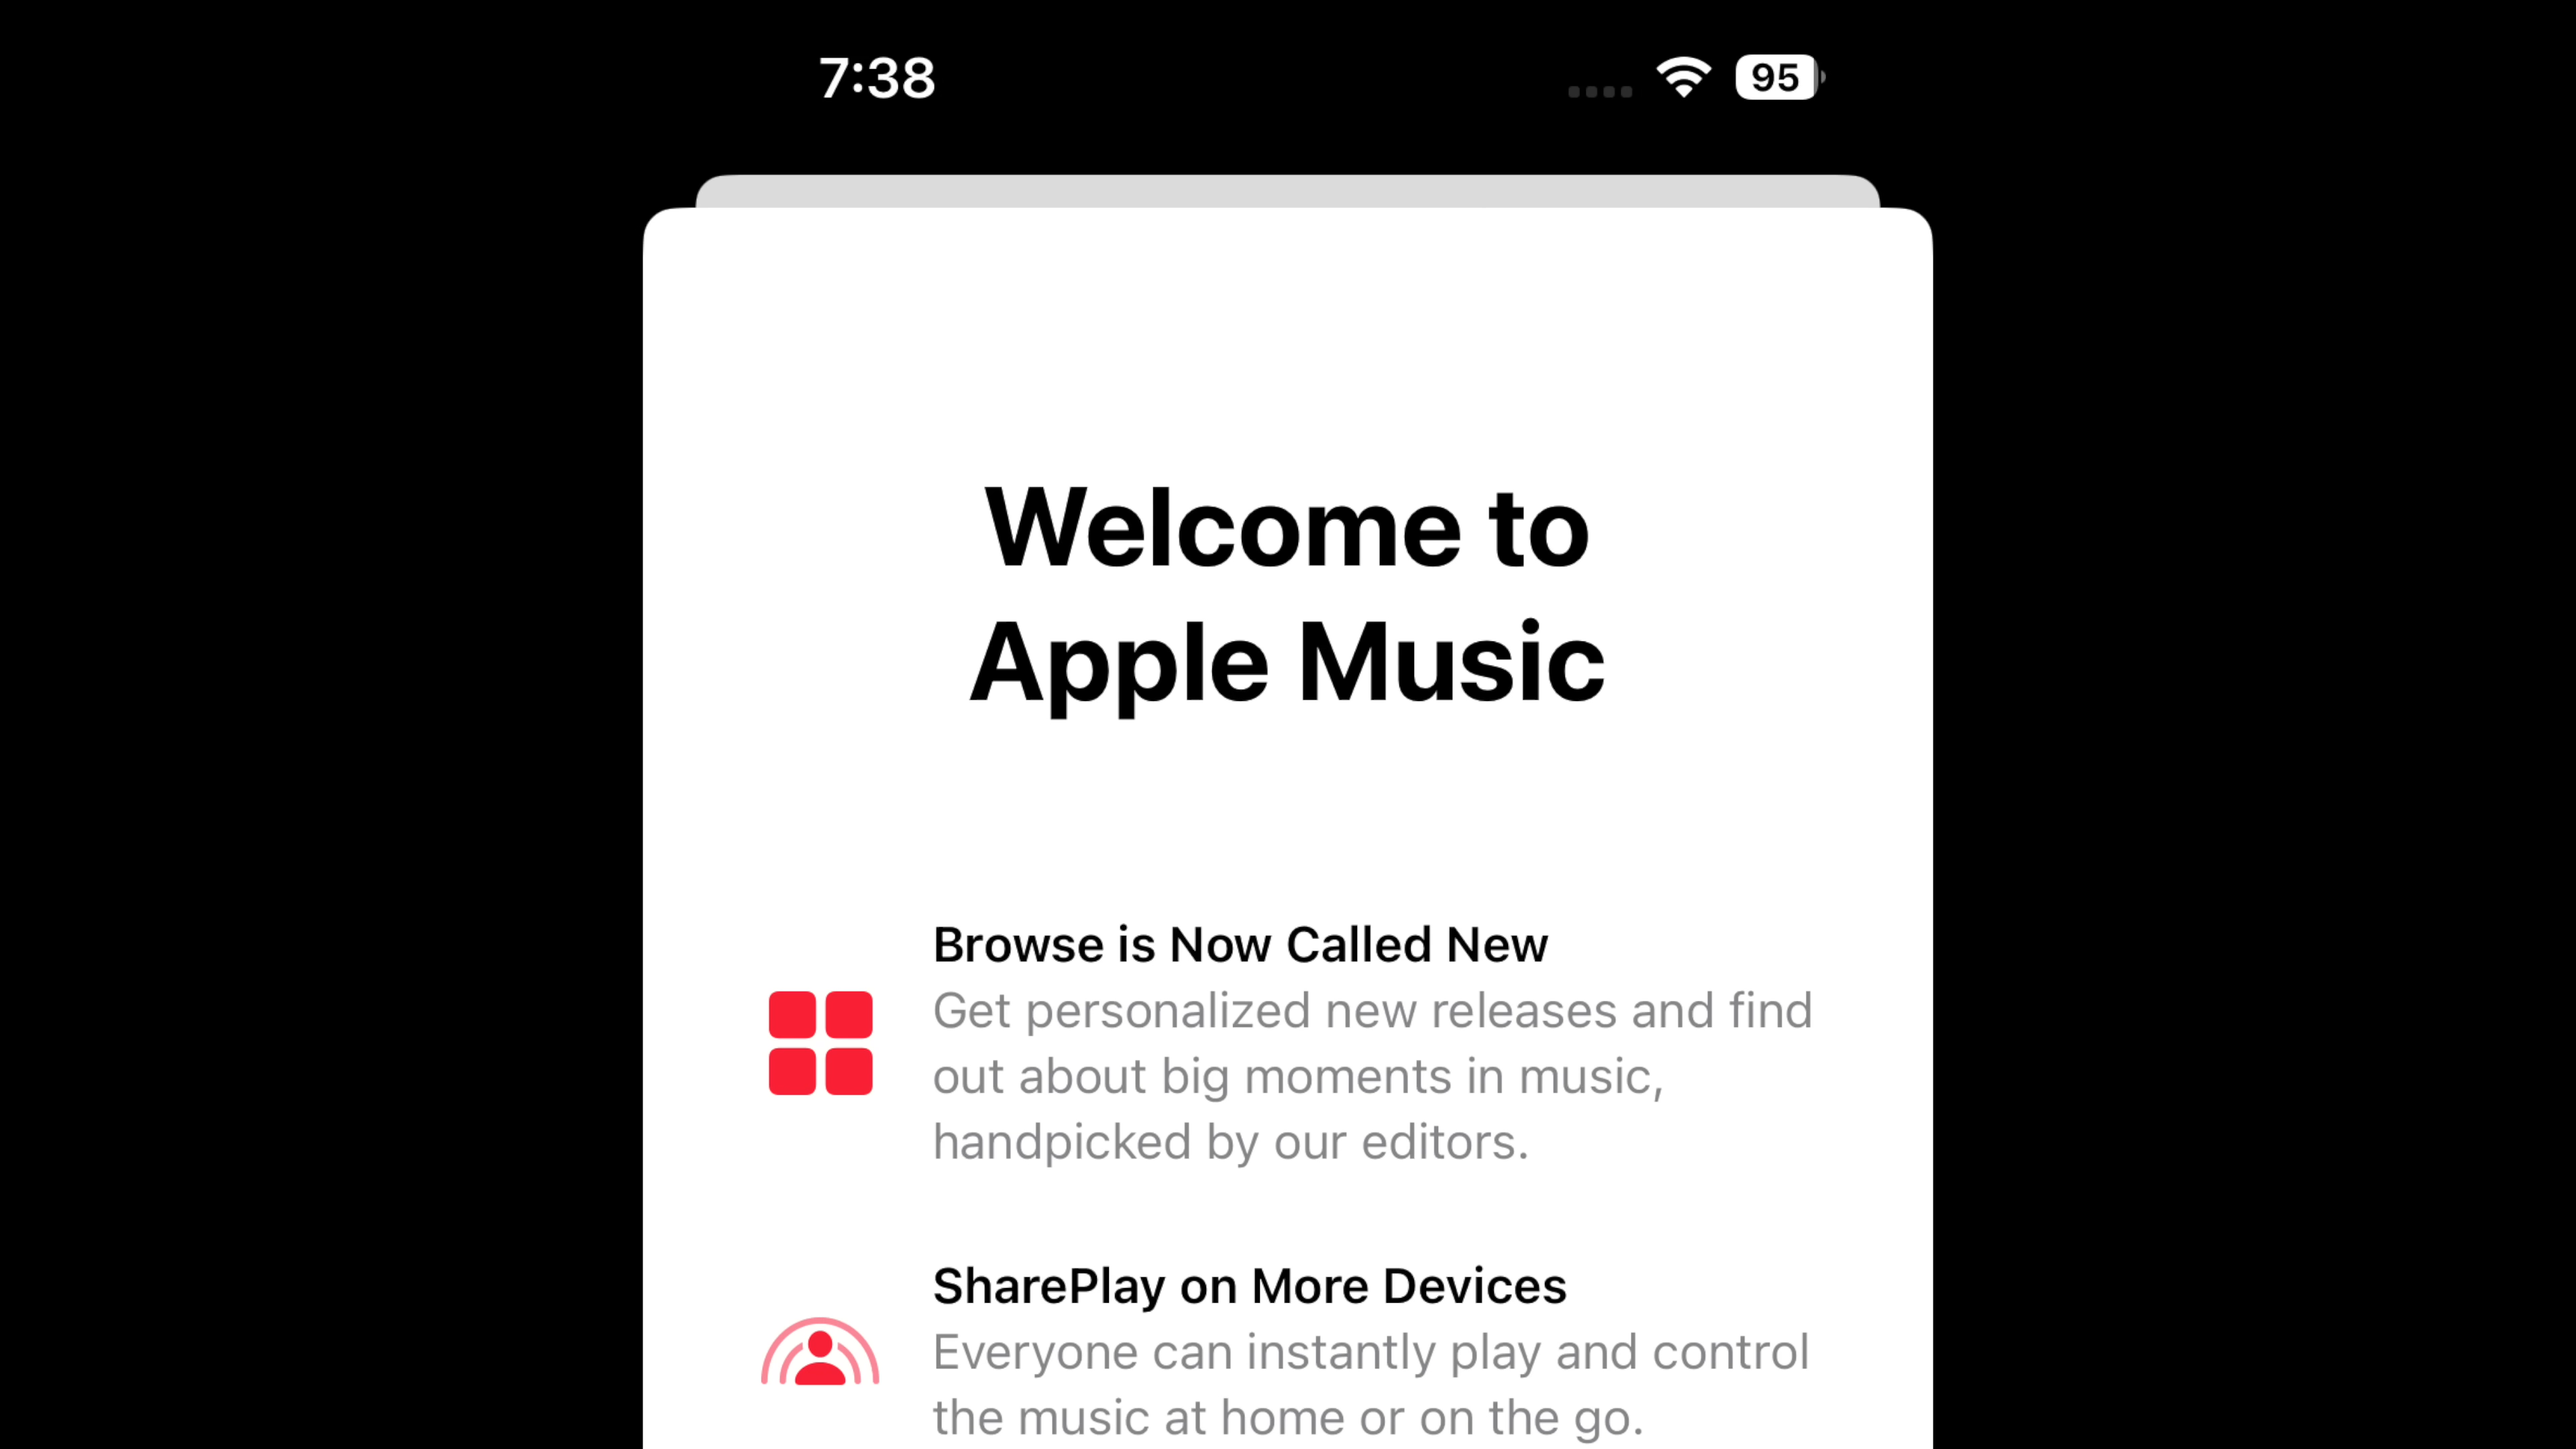 7:38
95
Welcome to
Apple Music
Browse is Now Called New
Get personalized new releases and find
out about big moments in music,
handpicked by our editors.
SharePlay on More Devices
Everyone can instantly play and control
the music at home or on the go.